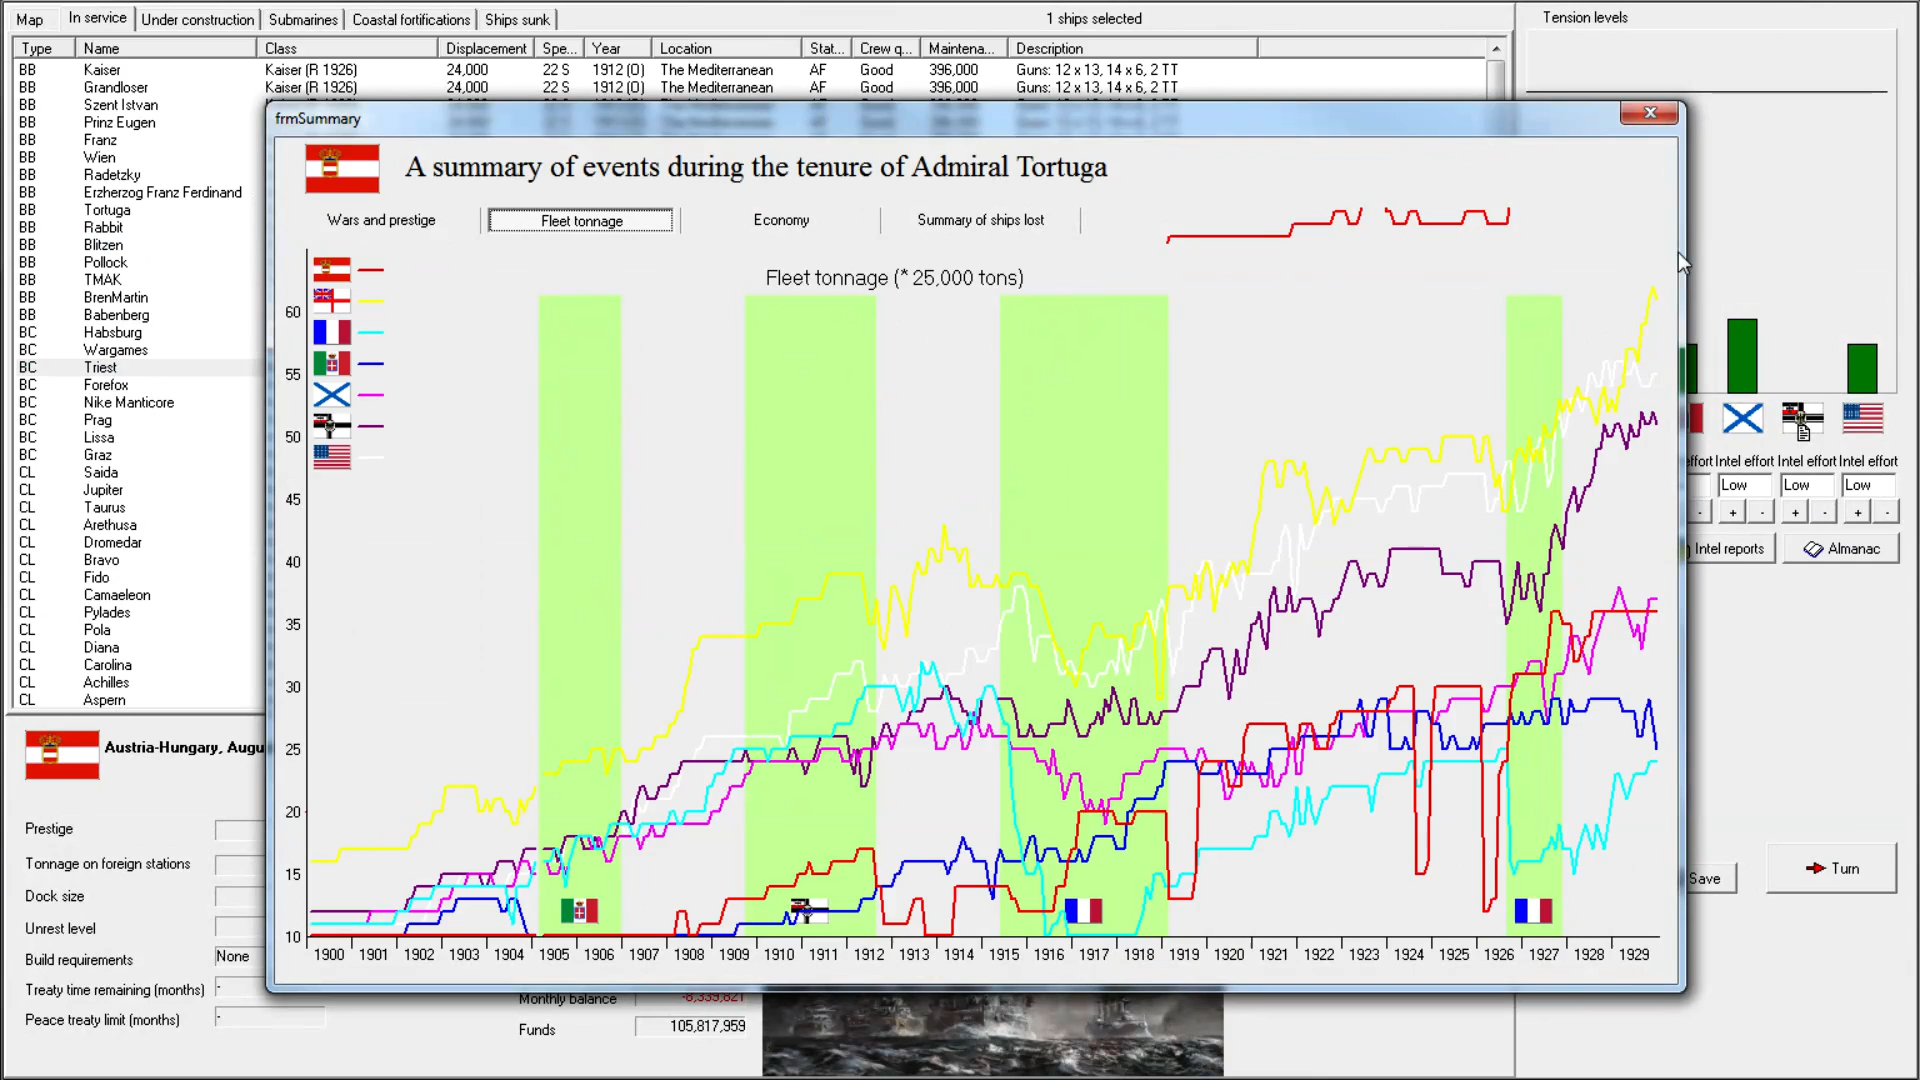 Map In service Under construction Submarines Coastal fortifications Ships sunk 1 ships selected Tension levels
Type Name Class Displacement Spe... Year Location Stat... Crew q... Maintena... Description
BB Kaiser Kaiser (R 1926) 24,000 22 S 1912 (O) The Mediterranean AF Good 396,000 Guns: 12 x 13, 14 x 6, 2 TT
BB Grandloser Kaiser (R 1926) 24,000 22 S 1912 (O) The Mediterranean AF Good 396,000 Guns: 12 x 13, 14 x 6, 2 TT
BB Szent Istvan
BB Prinz Eugen
BB Franz
BB Wien
BB Radetzky
BB Erzherzog Franz Ferdinand
BB Tortuga
BB Rabbit
BB Blitzen
BB Pollock
BB TMAK
BB BrenMartin
BB Babenberg
BC Habsburg
BC Wargames
BC Triest
BC Forefox
BC Nike Manticore
BC Prag
BC Lissa
BC Graz
CL Saida
CL Jupiter
CL Taurus
CL Arethusa
CL Dromedar
CL Bravo
CL Fido
CL Camaeleon
CL Pylades
CL Pola
CL Diana
CL Carolina
CL Achilles
CL Aspern
frmSummary
A summary of events during the tenure of Admiral Tortuga
Wars and prestige Fleet tonnage Economy Summary of ships lost
Fleet tonnage (* 25,000 tons)
60
55
50
45
40
35
30
25
20
15
10
1900 1901 1902 1903 1904 1905 1906 1907 1908 1909 1910 1911 1912 1913 1914 1915 1916 1917 1918 1919 1920 1921 1922 1923 1924 1925 1926 1927 1928 1929
effort Intel effort Intel effort Intel effort
Low Low Low
- + - + - + -
Intel reports Almanac
Save Turn
Austria-Hungary, Augu
Prestige
Tonnage on foreign stations
Dock size
Unrest level
Build requirements None
Treaty time remaining (months) -
Peace treaty limit (months) -
Monthly balance -8,339,821
Funds 105,817,959